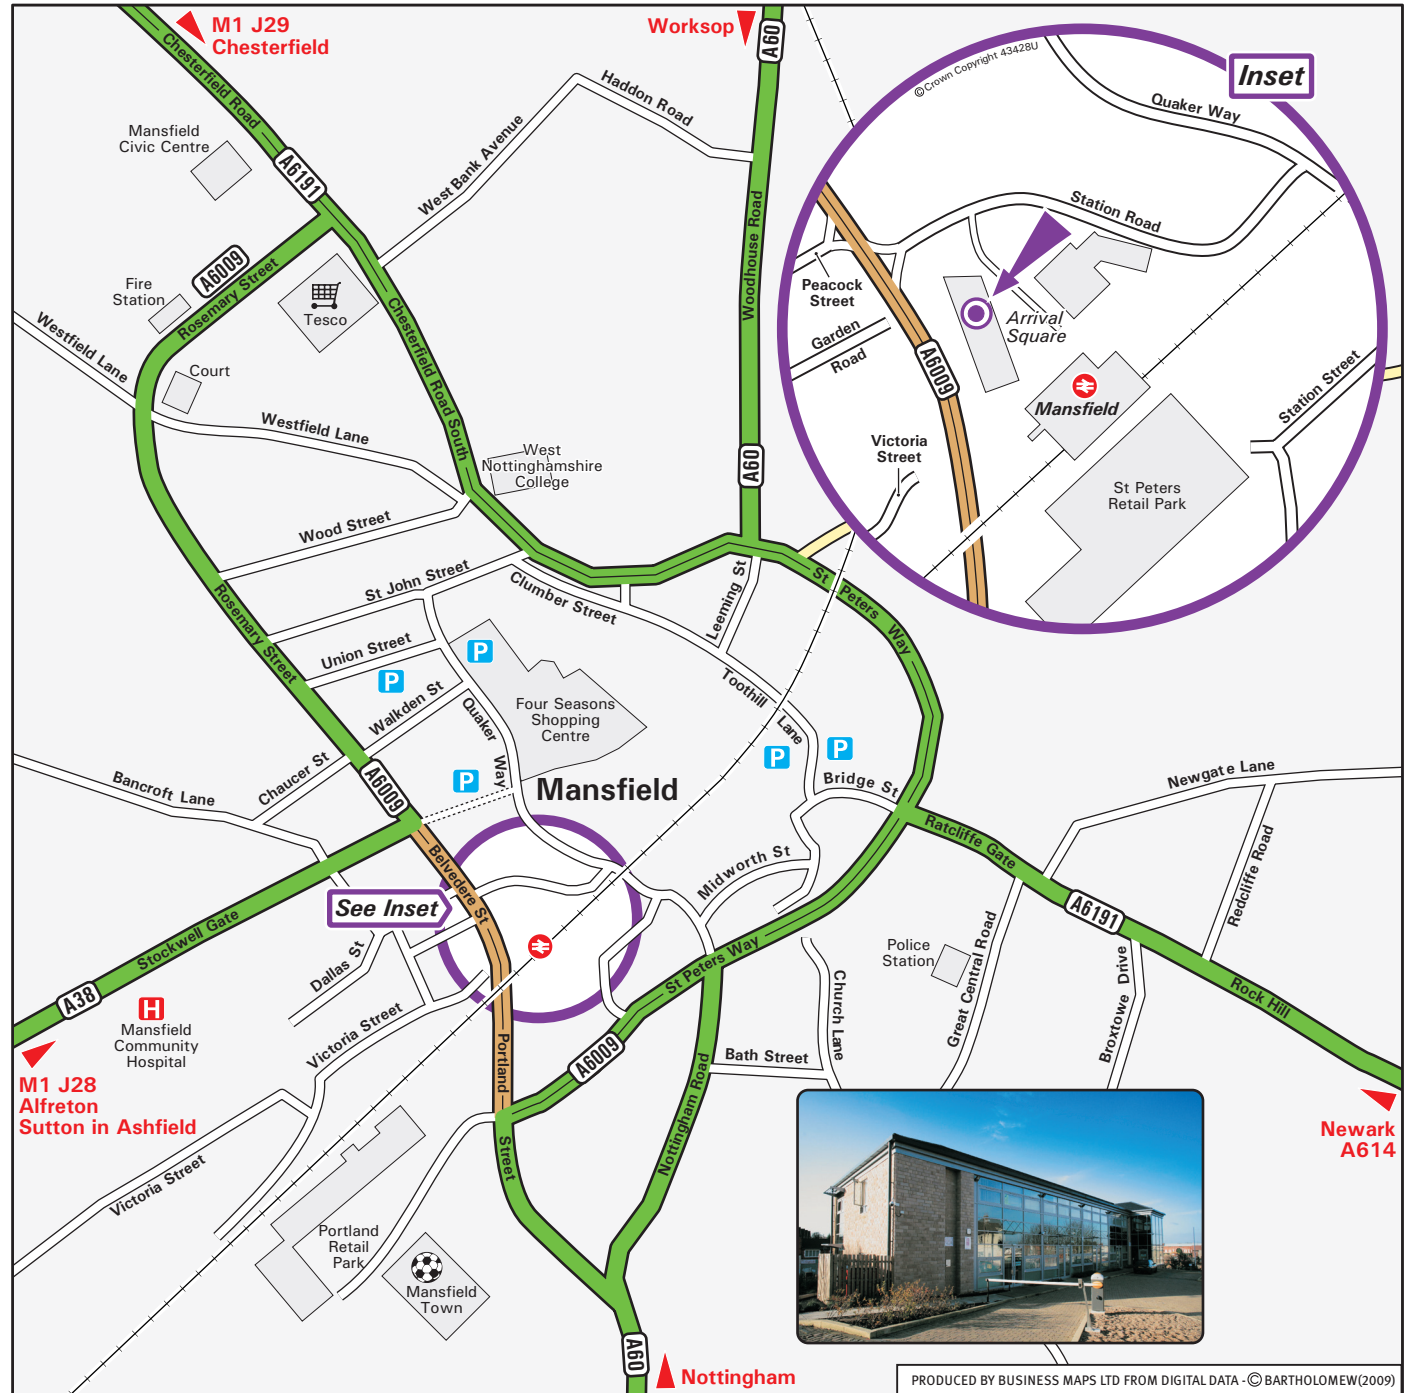 M1 J29
Chesterfield
Worksop
A60
© Crown Copyright 43428U
Inset
Quaker Way
Chesterfield Road
Haddon Road
Mansfield
Civic Centre
A6191
West Bank Avenue
Station Road
Woodhouse Road
A6009
Rosemary Street
Fire
Station
Tesco
Peacock
Street
Arrival
Square
Garden
Road
A6009
Westfield Lane
Court
Chesterfield Road South
Mansfield
Station Street
Westfield Lane
West
Nottinghamshire
College
A60
Victoria
Street
St Peters
Retail Park
Wood Street
St John Street
Clumber Street
Leeming St
St Peters Way
Rosemary Street
Union Street
P
P
Walkden St
Quaker Way
Four Seasons
Shopping
Centre
Toothill
Lane
P
P
P
Chaucer St
A6009
Mansfield
Bridge St
Bancroft Lane
Newgate Lane
Ratcliffe Gate
Belvedere St
Midworth St
Redcliffe Road
See Inset
A6191
Stockwell Gate
Dallas St
St Peters Way
Police
Station
Great Central Road
Church Lane
Broxtowe Drive
Rock Hill
A38
H
Mansfield
Community
Hospital
Victoria Street
Portland
Street
A6009
Bath Street
Nottingham Road
M1 J28
Alfreton
Sutton in Ashfield
Newark
A614
Victoria Street
Portland
Retail
Park
Mansfield
Town
A60
Nottingham
PRODUCED BY BUSINESS MAPS LTD FROM DIGITAL DATA - © BARTHOLOMEW(2009)